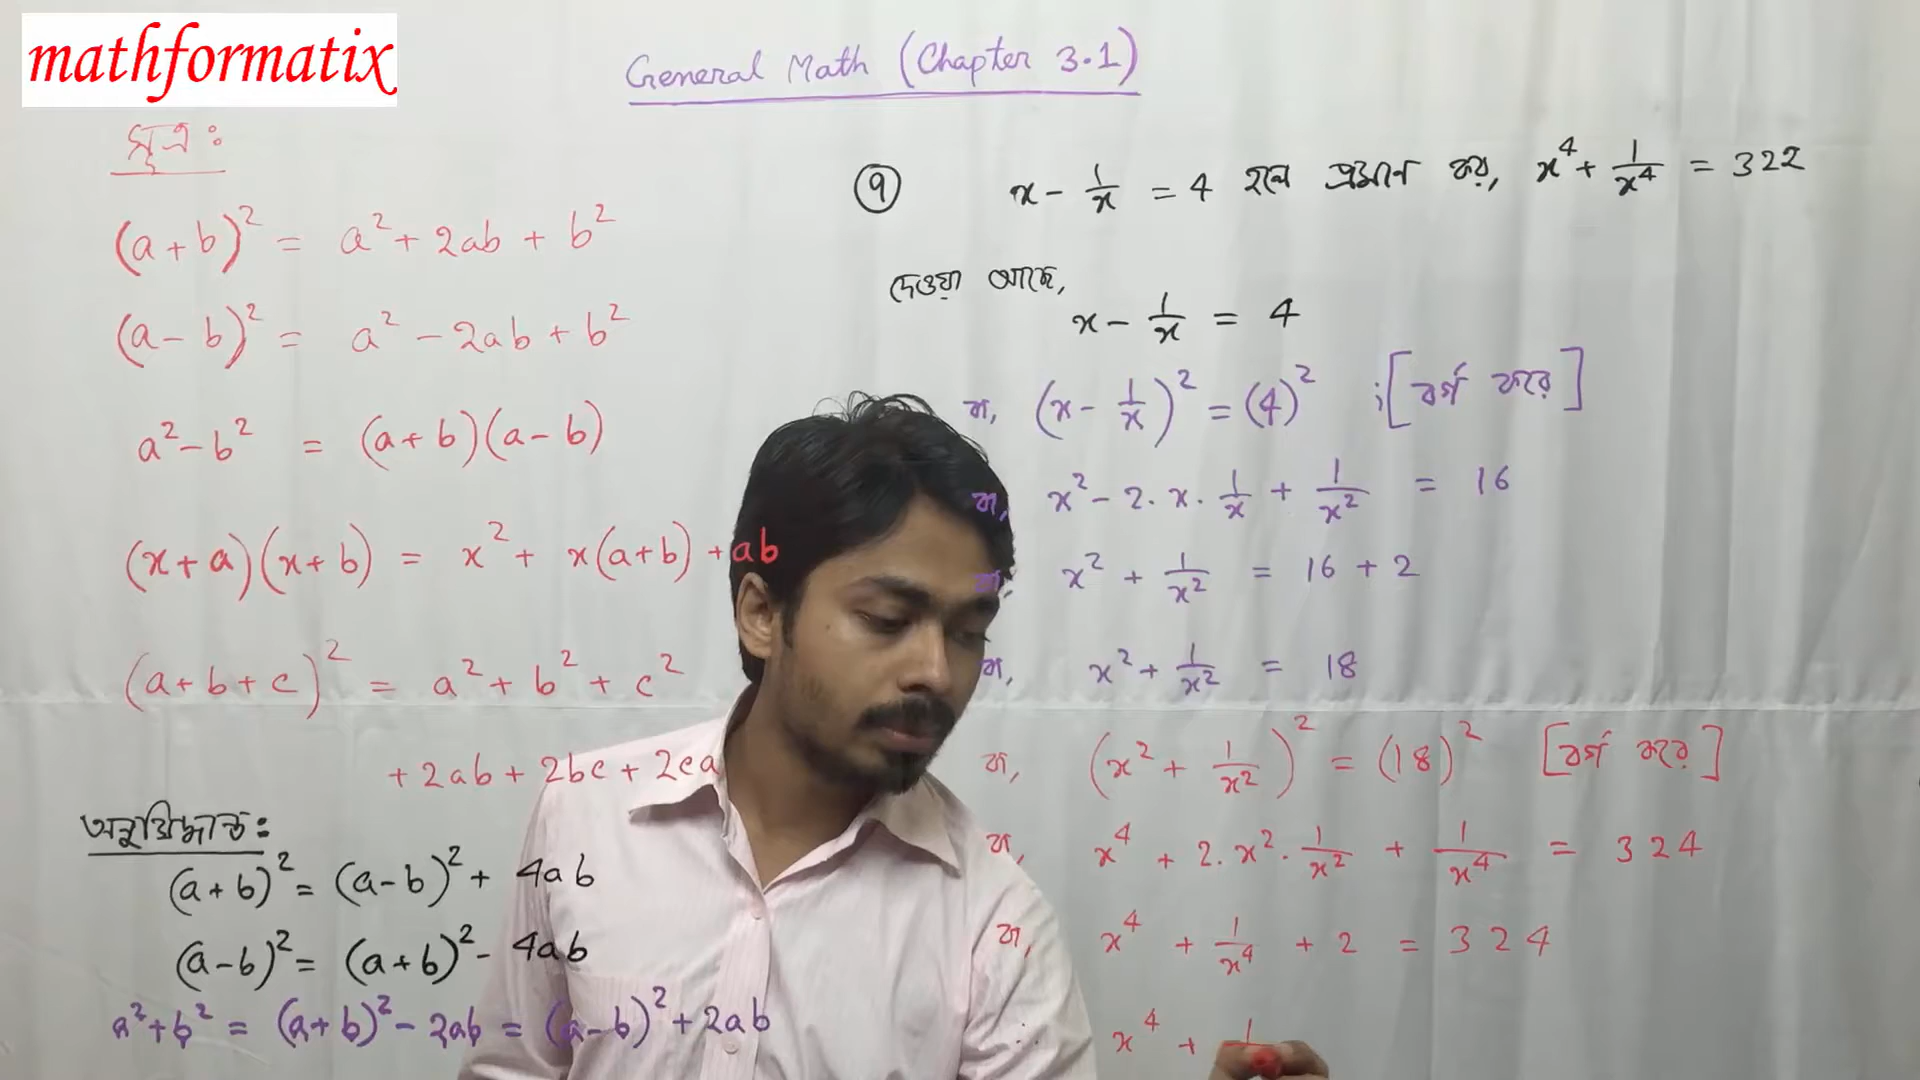 mathformatix
General Math (Chapter 3.1)
সূত্র :
(a+b)² = a² + 2ab + b²
(a-b)² = a² - 2ab + b²
a² - b² = (a+b)(a-b)
(x+a)(x+b) = x² + x(a+b) + ab
(a+b+c)² = a² + b² + c²
+ 2ab + 2bc + 2ca
অনুসিদ্ধান্ত :
(a+b)² = (a-b)² + 4ab
(a-b)² = (a+b)² - 4ab
a² + b² = (a+b)² - 2ab = (a-b)² + 2ab
৭ x - 1/x = 4 হলে প্রমাণ কর, x⁴ + 1/x⁴ = 322
দেওয়া আছে,
x - 1/x = 4
বা, (x - 1/x)² = (4)² ; [বর্গ করে]
বা, x² - 2. x. 1/x + 1/x² = 16
বা, x² + 1/x² = 16 + 2
বা, x² + 1/x² = 18
বা, (x² + 1/x²)² = (18)² [বর্গ করে]
বা, x⁴ + 2. x². 1/x² + 1/x⁴ = 324
বা, x⁴ + 1/x⁴ + 2 = 324
∴ x⁴ + 1